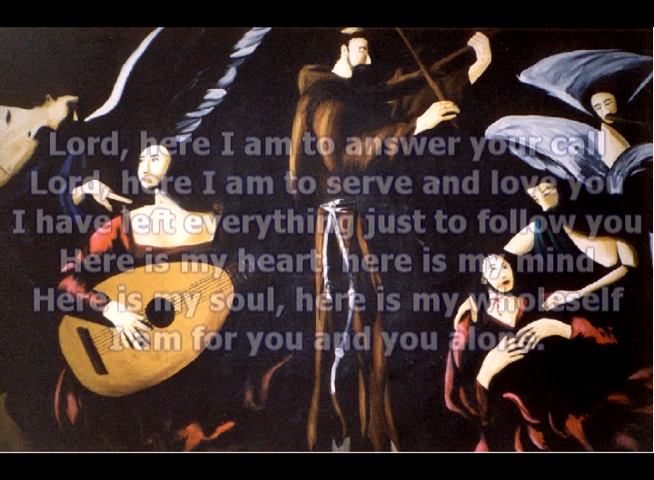 Lord, here I am to answer your call
Lord, here I am to serve and love you
I have left everything just to follow you
Here is my heart, here is my mind
Here is my soul, here is my wholeself
I am for you and you alone.